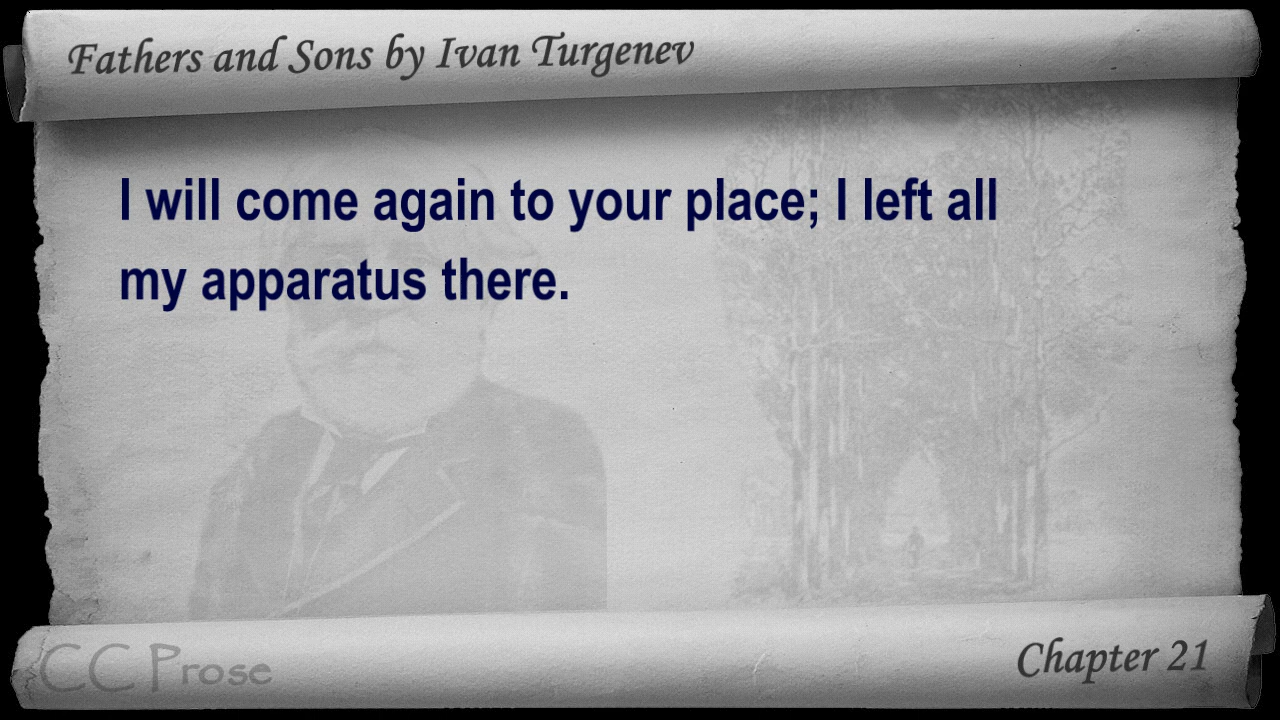 Fathers and Sons by Ivan Turgenev
I will come again to your place; I left all
my apparatus there.
CC Prose
Chapter 21